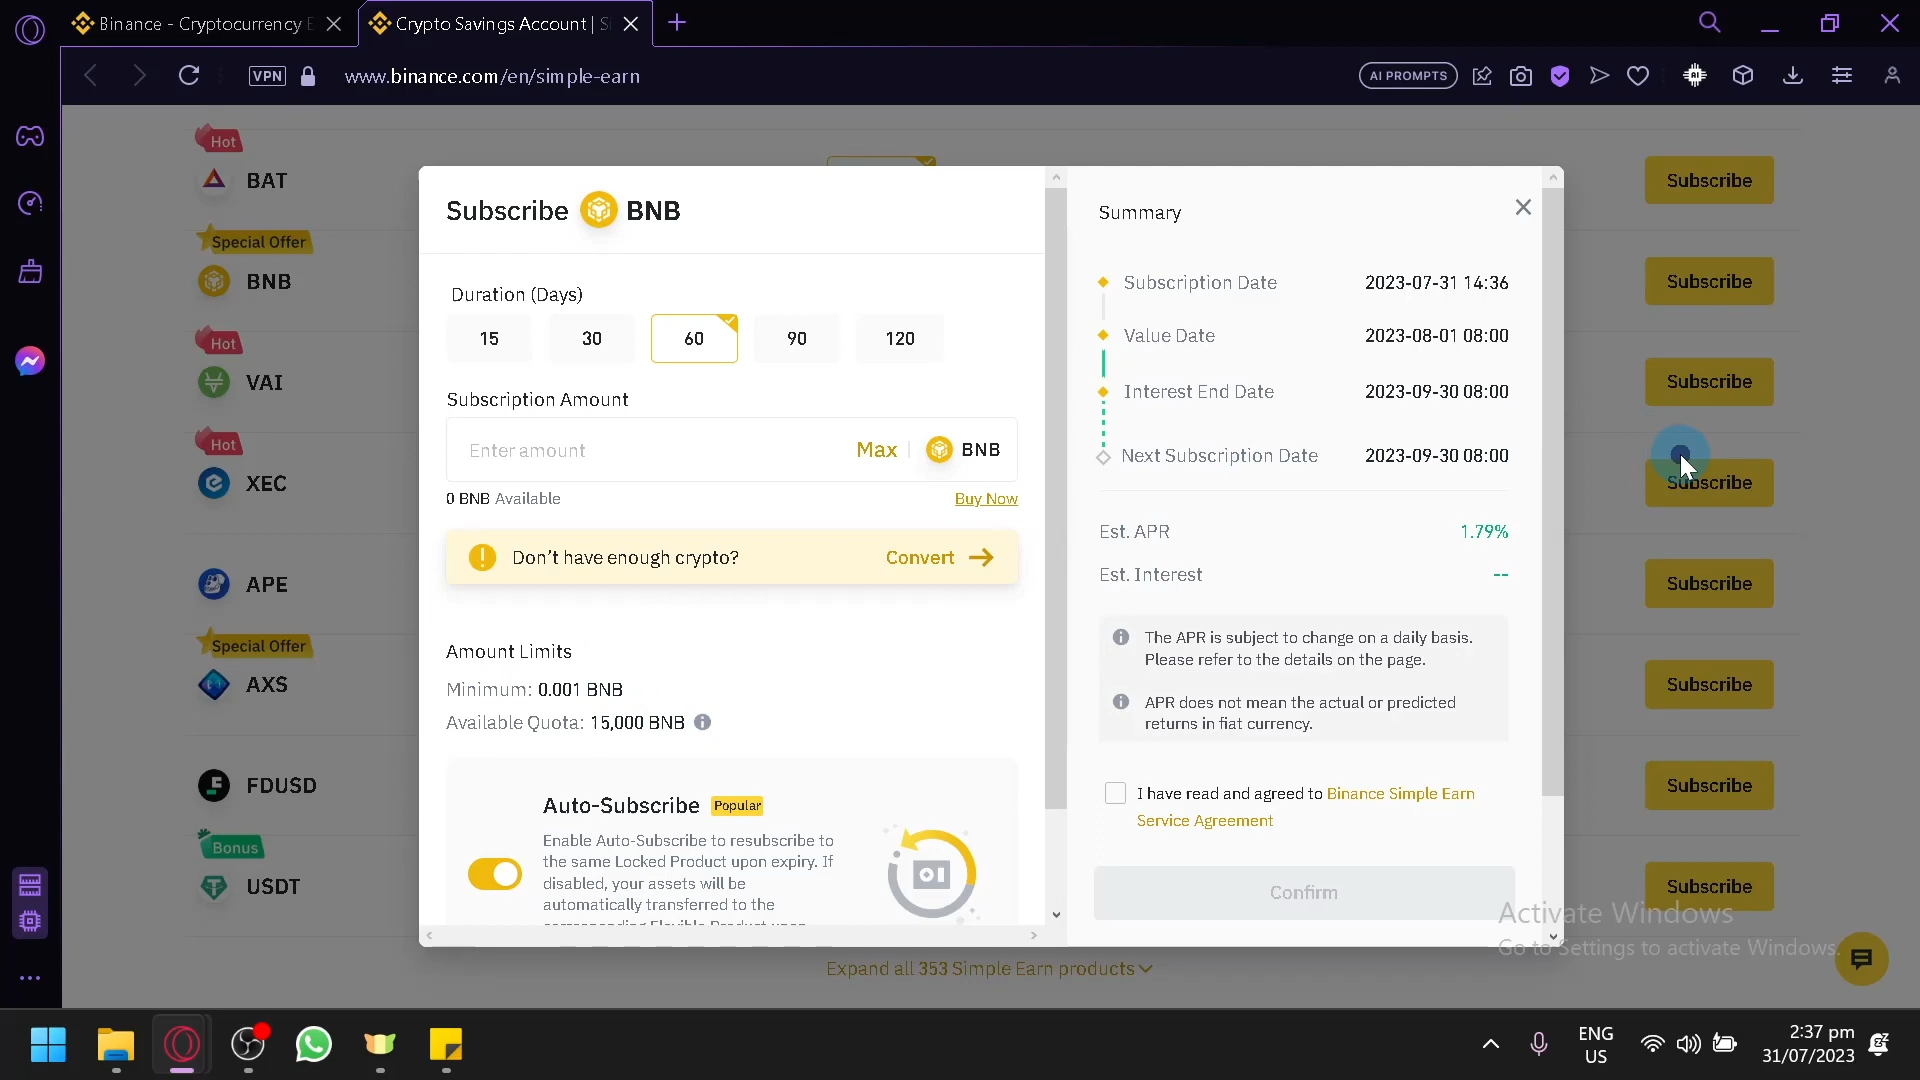 Binance - Cryptocurrency E
Crypto Savings Account | Si
VPN
www.binance.com/en/simple-earn
AI PROMPTS
Hot
BAT
Subscribe
Special Offer
BNB
Subscribe
Hot
VAI
Subscribe
Hot
XEC
Subscribe
APE
Subscribe
Special Offer
AXS
Subscribe
FDUSD
Subscribe
Bonus
USDT
Subscribe
Subscribe BNB
Duration (Days)
15 30 60 90 120
Subscription Amount
Enter amount Max BNB
0 BNB Available Buy Now
Don't have enough crypto? Convert
Amount Limits
Minimum: 0.001 BNB
Available Quota: 15,000 BNB
Auto-Subscribe Popular
Enable Auto-Subscribe to resubscribe to
the same Locked Product upon expiry. If
disabled, your assets will be
automatically transferred to the
corresponding Flexible Product upon
Summary
Subscription Date 2023-07-31 14:36
Value Date 2023-08-01 08:00
Interest End Date 2023-09-30 08:00
Next Subscription Date 2023-09-30 08:00
Est. APR 1.79%
Est. Interest --
The APR is subject to change on a daily basis.
Please refer to the details on the page.
APR does not mean the actual or predicted
returns in fiat currency.
I have read and agreed to Binance Simple Earn
Service Agreement
Confirm
Expand all 353 Simple Earn products
Activate Windows
Go to Settings to activate Windows.
ENG
US
2:37 pm
31/07/2023